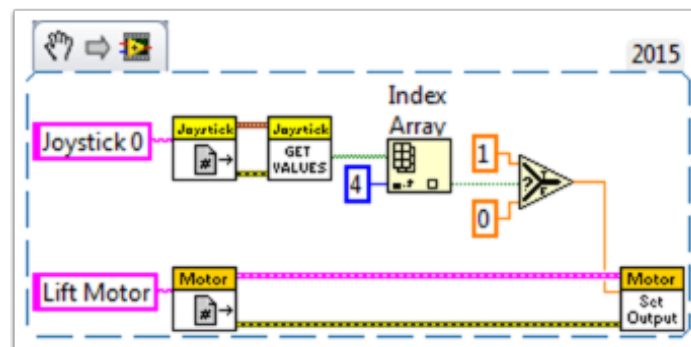 2015
Index
Array
Joystick 0
Joystick
Joystick
GET
VALUES
4
1
0
?
T
F
Lift Motor
Motor
Motor
Set
Output